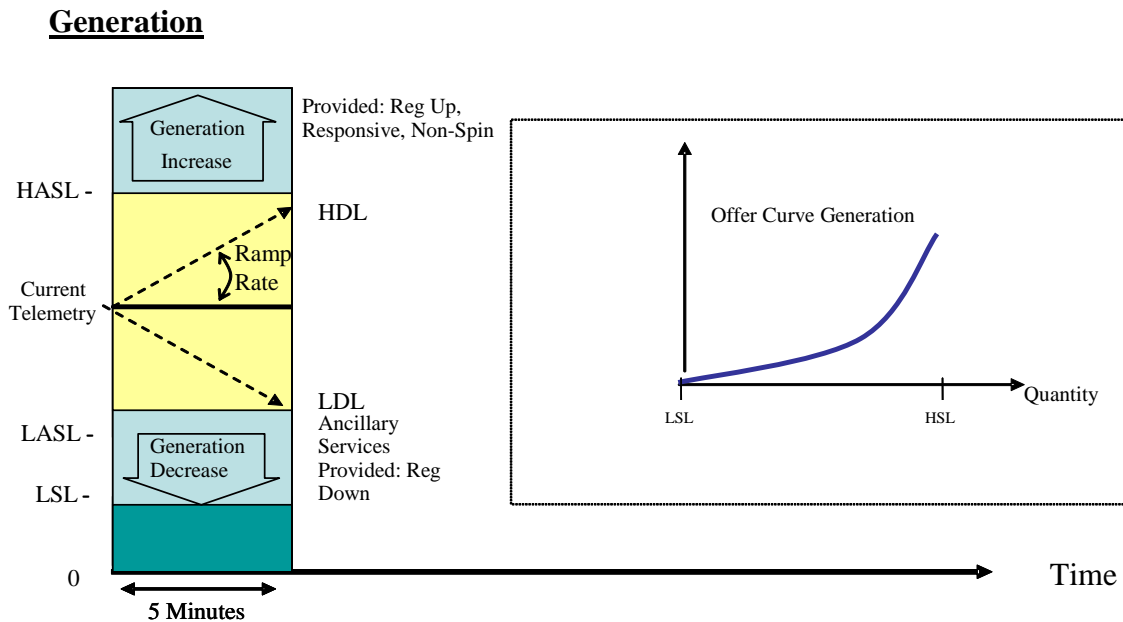 Generation
Provided: Reg Up,
Responsive, Non-Spin
Generation
Increase
HASL -
HDL
Ramp
Rate
Current
Telemetry
LDL
Ancillary
Services
Provided: Reg
Down
LASL -
Generation
Decrease
LSL -
0
5 Minutes
Time
Offer Curve Generation
Quantity
LSL
HSL